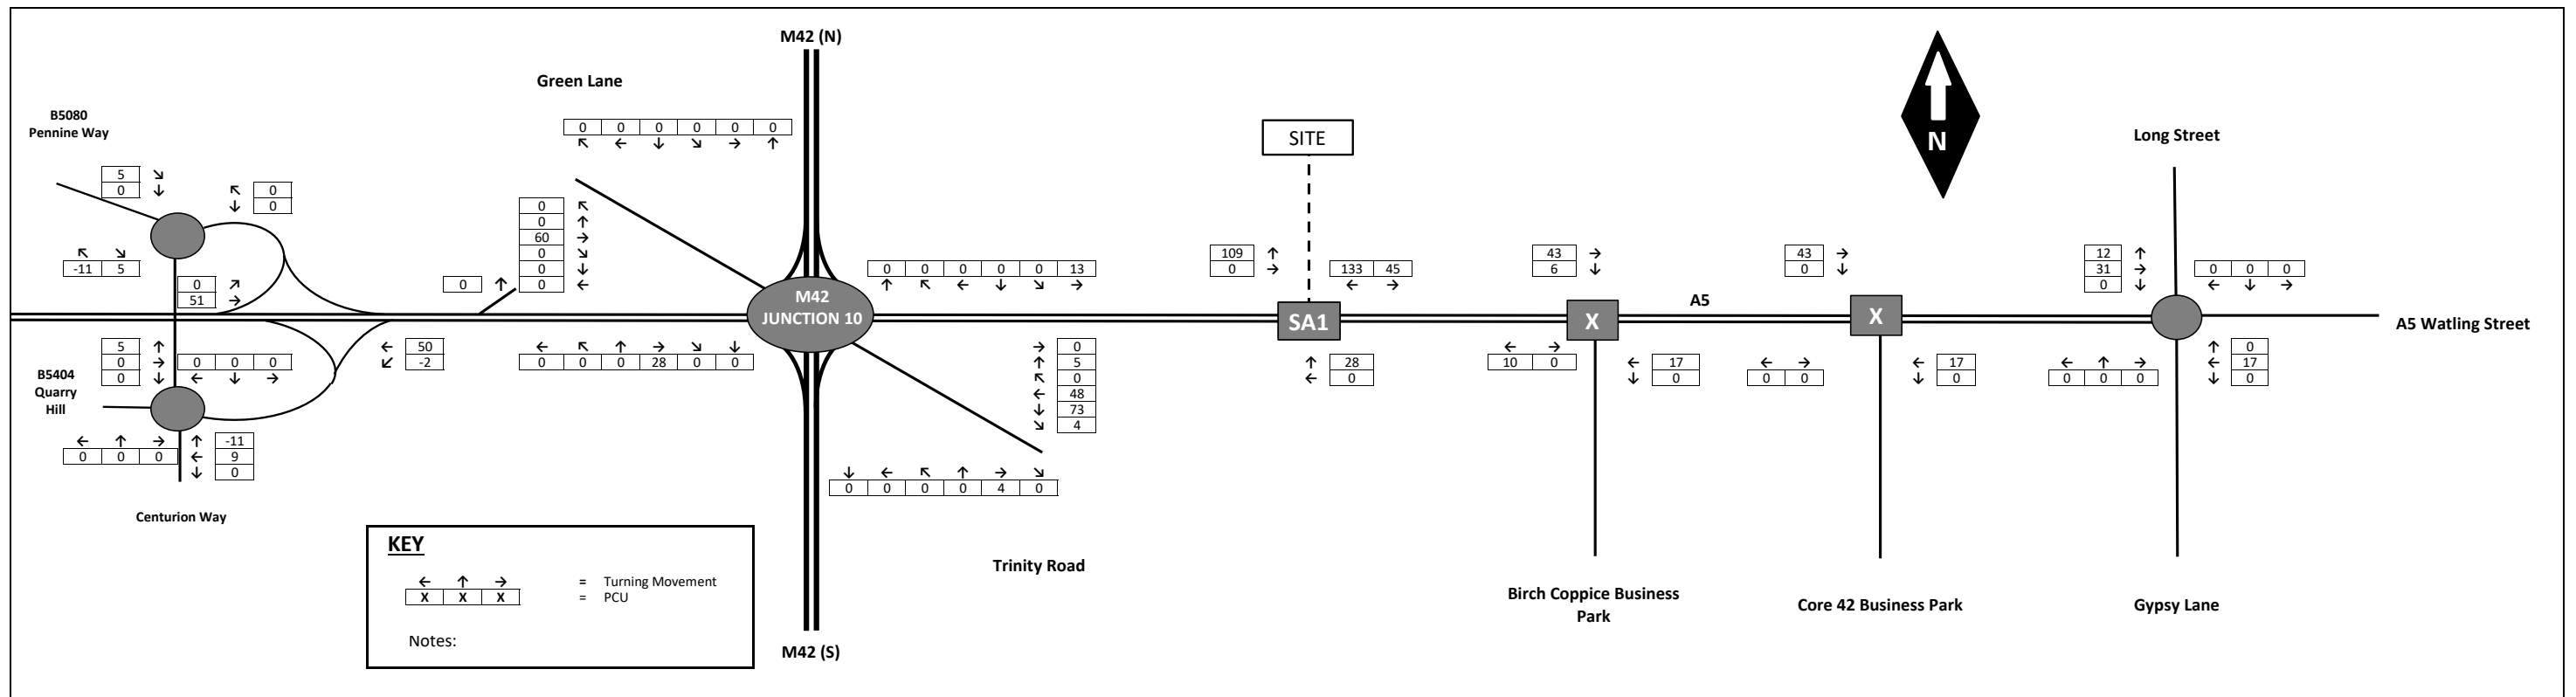 M42 (N)
Green Lane
B5080
Pennine Way
0 0 0 0 0 0
↖ ← ↓ ↘ → ↑
SITE
N
Long Street
5 ↘
0 ↓
↖ 0
↓ 0
↖ ↘
-11 5
0 ↗
51 →
0 ↑
0 ↖
0 ↑
60 →
0 ↘
0 ↓
0 ←
M42
JUNCTION 10
0 0 0 0 0 13
↑ ↖ ← ↓ ↘ →
109 ↑
0 →
133 45
← →
SA1
43 →
6 ↓
X
A5
43 →
0 ↓
X
12 ↑
31 →
0 ↓
0 0 0
← ↓ →
A5 Watling Street
5 ↑
0 →
0 ↓
0 0 0
← ↓ →
B5404
Quarry
Hill
← 50
↙ -2
← ↖ ↑ → ↘ ↓
0 0 0 28 0 0
→ 0
↑ 5
↖ 0
← 48
↓ 73
↘ 4
↑ 28
← 0
← →
10 0
← 17
↓ 0
← →
0 0
← 17
↓ 0
← ↑ →
0 0 0
↑ 0
← 17
↓ 0
← ↑ →
0 0 0
↑ -11
← 9
↓ 0
↓ ← ↖ ↑ → ↘
0 0 0 0 4 0
Centurion Way
KEY
← ↑ → = Turning Movement
X X X = PCU
Notes:
M42 (S)
Trinity Road
Birch Coppice Business
Park
Core 42 Business Park
Gypsy Lane